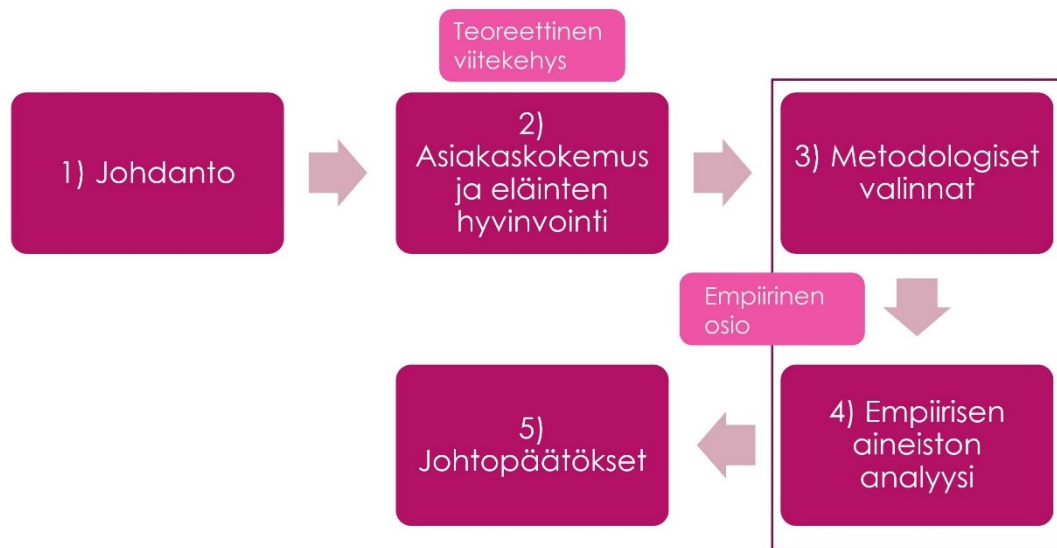 Teoreettinen
viitekehys
1) Johdanto
2)
Asiakaskokemus
ja eläinten
hyvinvointi
3) Metodologiset
valinnat
Empiirinen
osio
4) Empiirisen
aineiston
analyysi
5)
Johtopäätökset